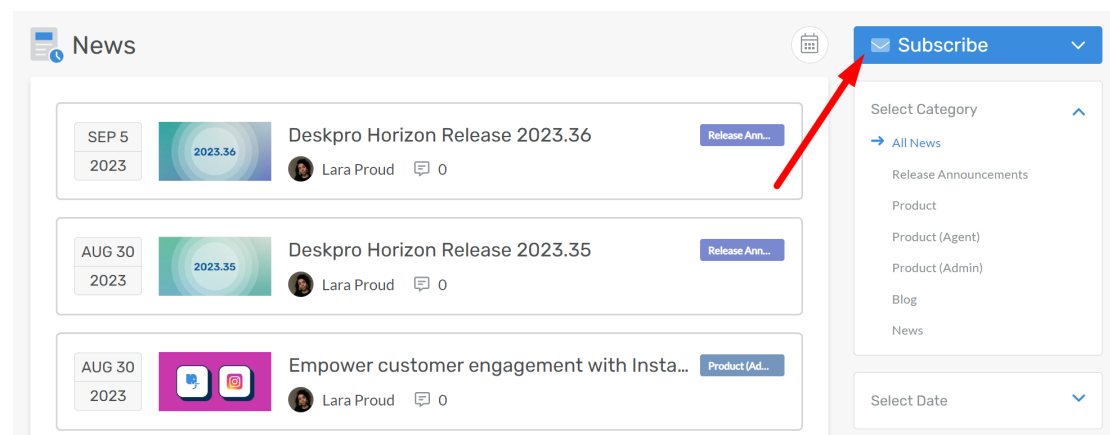 News
Subscribe
SEP 5
2023
2023.36
Deskpro Horizon Release 2023.36
Release Ann...
Lara Proud
0
AUG 30
2023
2023.35
Deskpro Horizon Release 2023.35
Release Ann...
Lara Proud
0
AUG 30
2023
Empower customer engagement with Insta...
Product (Ad...
Lara Proud
0
Select Category
All News
Release Announcements
Product
Product (Agent)
Product (Admin)
Blog
News
Select Date